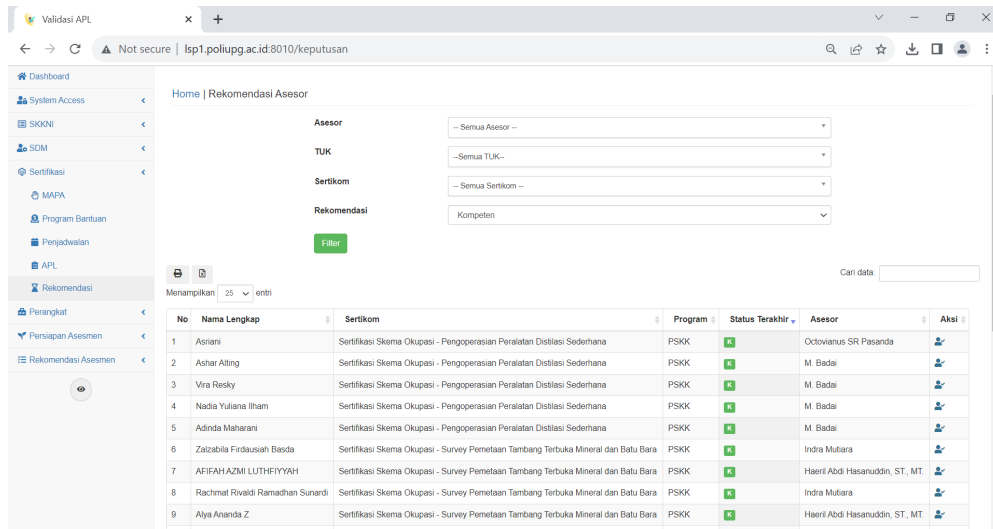 Validasi APL
Not secure | lsp1.poliupg.ac.id:8010/keputusan
Dashboard
System Access
SKKNI
SDM
Sertifikasi
MAPA
Program Bantuan
Penjadwalan
APL
Rekomendasi
Perangkat
Persiapan Asesmen
Rekomendasi Asesmen
Home | Rekomendasi Asesor
Asesor -- Semua Asesor --
TUK --Semua TUK--
Sertikom -- Semua Sertikom --
Rekomendasi Kompeten
Filter
Cari data:
Menampilkan 25 entri
No Nama Lengkap Sertikom Program Status Terakhir Asesor Aksi
1 Asriani Sertifikasi Skema Okupasi - Pengoperasian Peralatan Distilasi Sederhana PSKK K Octovianus SR Pasanda
2 Ashar Alting Sertifikasi Skema Okupasi - Pengoperasian Peralatan Distilasi Sederhana PSKK K M. Badai
3 Vira Resky Sertifikasi Skema Okupasi - Pengoperasian Peralatan Distilasi Sederhana PSKK K M. Badai
4 Nadia Yuliana Ilham Sertifikasi Skema Okupasi - Pengoperasian Peralatan Distilasi Sederhana PSKK K M. Badai
5 Adinda Maharani Sertifikasi Skema Okupasi - Pengoperasian Peralatan Distilasi Sederhana PSKK K M. Badai
6 Zalzabila Firdausiah Basda Sertifikasi Skema Okupasi - Survey Pemetaan Tambang Terbuka Mineral dan Batu Bara PSKK K Indra Mutiara
7 AFIFAH AZMI LUTHFIYYAH Sertifikasi Skema Okupasi - Survey Pemetaan Tambang Terbuka Mineral dan Batu Bara PSKK K Haeril Abdi Hasanuddin, ST., MT.
8 Rachmat Rivaldi Ramadhan Sunardi Sertifikasi Skema Okupasi - Survey Pemetaan Tambang Terbuka Mineral dan Batu Bara PSKK K Indra Mutiara
9 Alya Ananda Z Sertifikasi Skema Okupasi - Survey Pemetaan Tambang Terbuka Mineral dan Batu Bara PSKK K Haeril Abdi Hasanuddin, ST., MT.